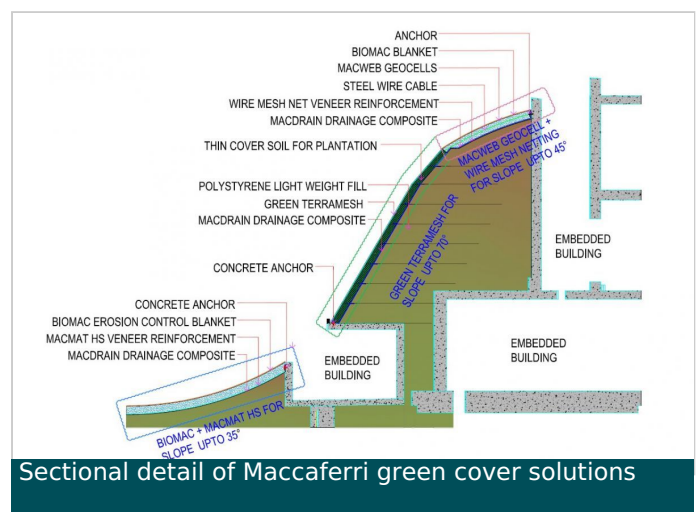 ANCHOR
BIOMAC BLANKET
MACWEB GEOCELLS
STEEL WIRE CABLE
WIRE MESH NET VENEER REINFORCEMENT
MACDRAIN DRAINAGE COMPOSITE
THIN COVER SOIL FOR PLANTATION
POLYSTYRENE LIGHT WEIGHT FILL
GREEN TERRAMESH
MACDRAIN DRAINAGE COMPOSITE
CONCRETE ANCHOR
CONCRETE ANCHOR
BIOMAC EROSION CONTROL BLANKET
MACMAT HS VENEER REINFORCEMENT
MACDRAIN DRAINAGE COMPOSITE
MACWEB GEOCELL +
WIRE MESH NETTING
FOR SLOPE UPTO 45°
GREEN TERRAMESH FOR
SLOPE UPTO 70°
EMBEDDED
BUILDING
EMBEDDED
BUILDING
EMBEDDED
BUILDING
BIOMAC + MACMAT HS FOR
SLOPE UPTO 35°
Sectional detail of Maccaferri green cover solutions